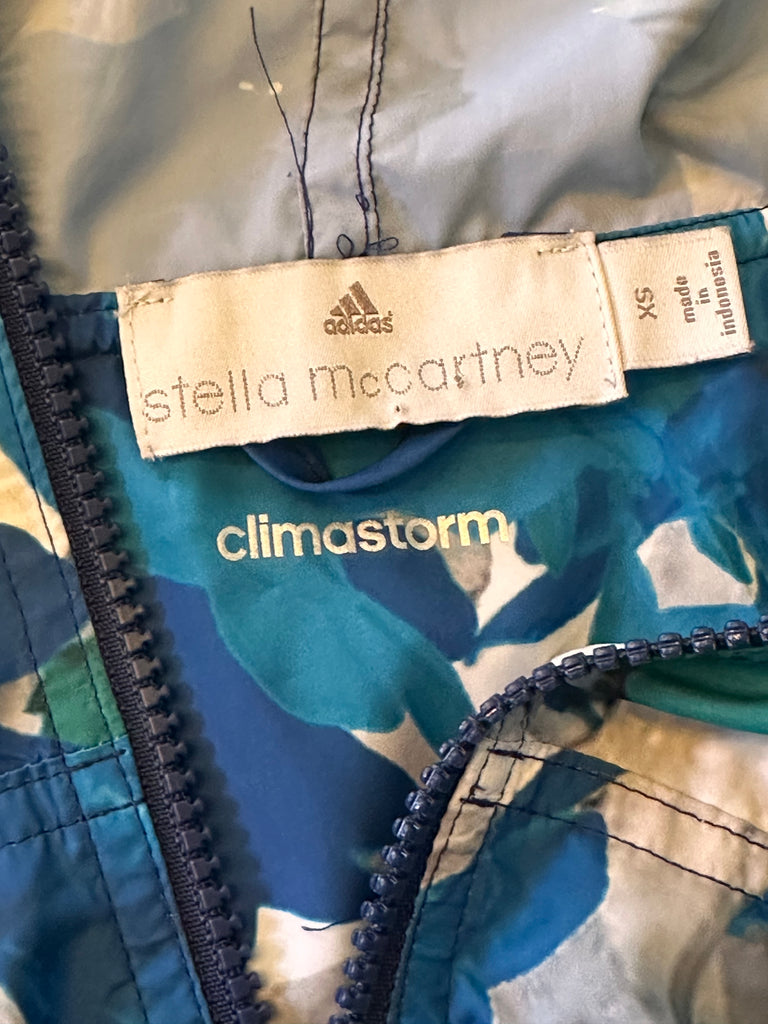 adidas
stella mccartney
XS
made
in
indonesia
climastorm